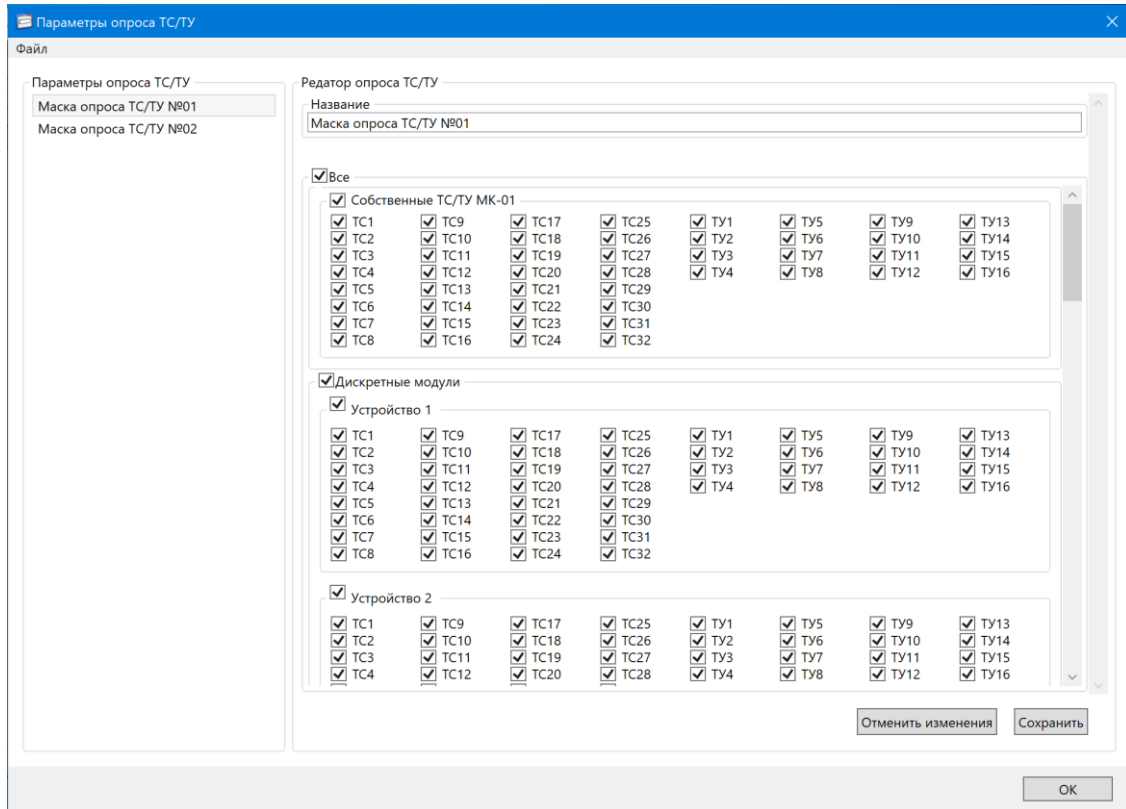 Параметры опроса ТС/ТУ
Файл
Параметры опроса ТС/ТУ
Маска опроса ТС/ТУ №01
Маска опроса ТС/ТУ №02
Редактор опроса ТС/ТУ
Название
Маска опроса ТС/ТУ №01
Все
Собственные ТС/ТУ МК-01
ТС1 ТС9 ТС17 ТС25 ТУ1 ТУ5 ТУ9 ТУ13
ТС2 ТС10 ТС18 ТС26 ТУ2 ТУ6 ТУ10 ТУ14
ТС3 ТС11 ТС19 ТС27 ТУ3 ТУ7 ТУ11 ТУ15
ТС4 ТС12 ТС20 ТС28 ТУ4 ТУ8 ТУ12 ТУ16
ТС5 ТС13 ТС21 ТС29
ТС6 ТС14 ТС22 ТС30
ТС7 ТС15 ТС23 ТС31
ТС8 ТС16 ТС24 ТС32
Дискретные модули
Устройство 1
ТС1 ТС9 ТС17 ТС25 ТУ1 ТУ5 ТУ9 ТУ13
ТС2 ТС10 ТС18 ТС26 ТУ2 ТУ6 ТУ10 ТУ14
ТС3 ТС11 ТС19 ТС27 ТУ3 ТУ7 ТУ11 ТУ15
ТС4 ТС12 ТС20 ТС28 ТУ4 ТУ8 ТУ12 ТУ16
ТС5 ТС13 ТС21 ТС29
ТС6 ТС14 ТС22 ТС30
ТС7 ТС15 ТС23 ТС31
ТС8 ТС16 ТС24 ТС32
Устройство 2
ТС1 ТС9 ТС17 ТС25 ТУ1 ТУ5 ТУ9 ТУ13
ТС2 ТС10 ТС18 ТС26 ТУ2 ТУ6 ТУ10 ТУ14
ТС3 ТС11 ТС19 ТС27 ТУ3 ТУ7 ТУ11 ТУ15
ТС4 ТС12 ТС20 ТС28 ТУ4 ТУ8 ТУ12 ТУ16
Отменить изменения Сохранить
ОК